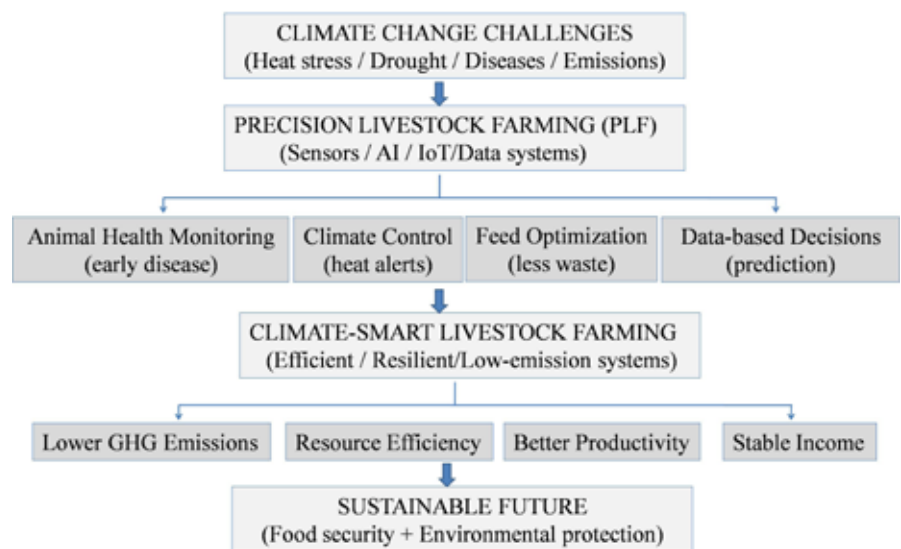 CLIMATE CHANGE CHALLENGES
(Heat stress / Drought / Diseases / Emissions)
PRECISION LIVESTOCK FARMING (PLF)
(Sensors / AI / IoT/Data systems)
Animal Health Monitoring
(early disease)
Climate Control
(heat alerts)
Feed Optimization
(less waste)
Data-based Decisions
(prediction)
CLIMATE-SMART LIVESTOCK FARMING
(Efficient / Resilient/Low-emission systems)
Lower GHG Emissions
Resource Efficiency
Better Productivity
Stable Income
SUSTAINABLE FUTURE
(Food security + Environmental protection)